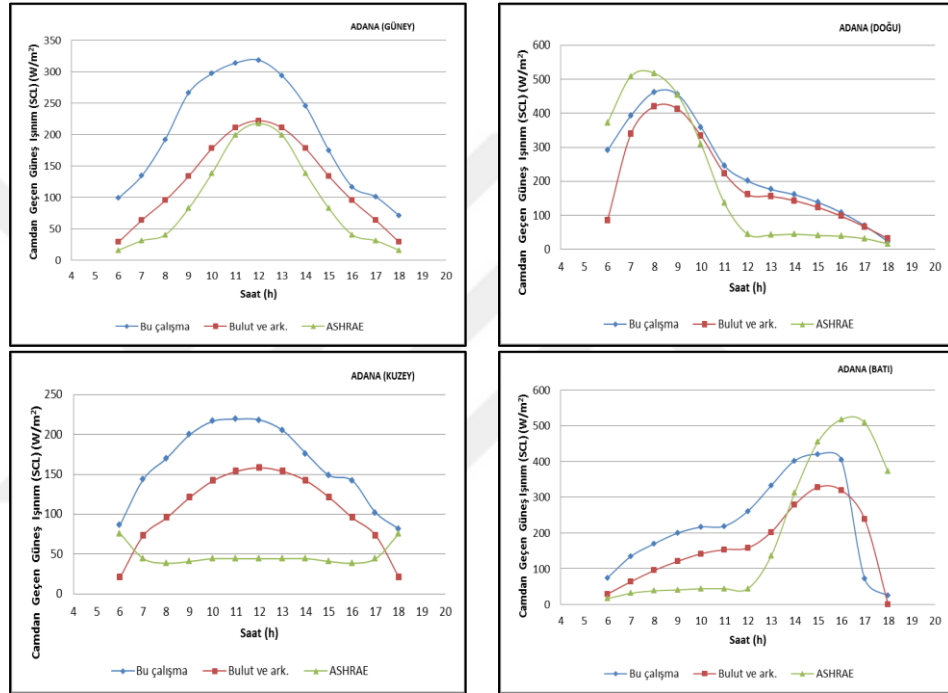 ADANA (GÜNEY)
Camdan Geçen Güneş Işınım (SCL) (W/m²)
350
300
250
200
150
100
50
0
4 5 6 7 8 9 10 11 12 13 14 15 16 17 18 19 20
Saat (h)
Bu çalışma Bulut ve ark. ASHRAE
ADANA (DOĞU)
Camdan Geçen Güneş Işınım (SCL) (W/m²)
600
500
400
300
200
100
0
4 5 6 7 8 9 10 11 12 13 14 15 16 17 18 19 20
Saat (h)
Bu çalışma Bulut ve ark. ASHRAE
ADANA (KUZEY)
Camdan Geçen Güneş Işınım (SCL) (W/m²)
250
200
150
100
50
0
4 5 6 7 8 9 10 11 12 13 14 15 16 17 18 19 20
Saat (h)
Bu çalışma Bulut ve ark. ASHRAE
ADANA (BATI)
Camdan Geçen Güneş Işınım (SCL) (W/m²)
600
500
400
300
200
100
0
4 5 6 7 8 9 10 11 12 13 14 15 16 17 18 19 20
Saat (h)
Bu çalışma Bulut ve ark. ASHRAE